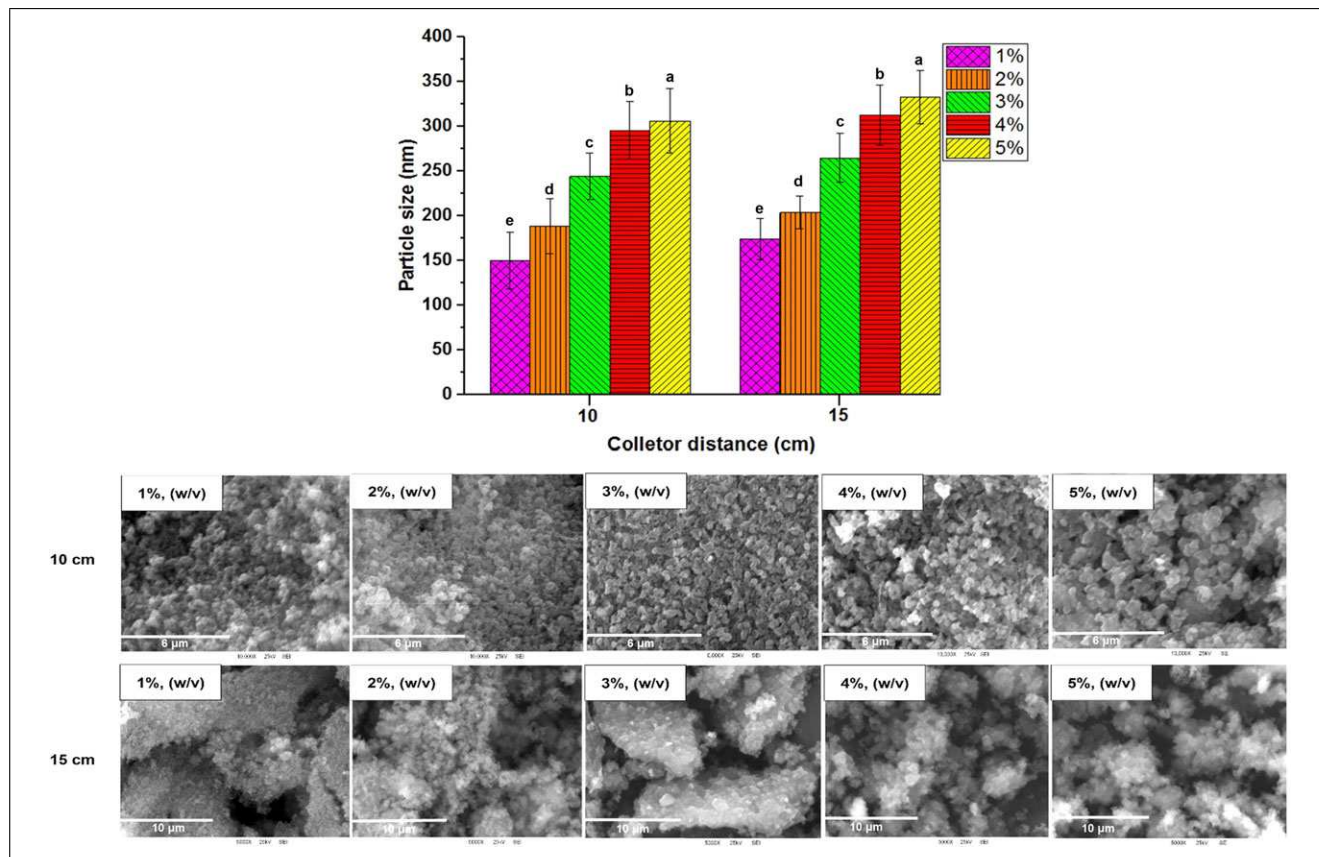 400
350
300
250
200
150
100
50
0
Particle size (nm)
e
d
c
b
a
e
d
c
b
a
1%
2%
3%
4%
5%
10
15
Colletor distance (cm)
10 cm
1%, (w/v)
2%, (w/v)
3%, (w/v)
4%, (w/v)
5%, (w/v)
6 µm
6 µm
6 µm
6 µm
6 µm
15 cm
1%, (w/v)
2%, (w/v)
3%, (w/v)
4%, (w/v)
5%, (w/v)
10 µm
10 µm
10 µm
10 µm
10 µm